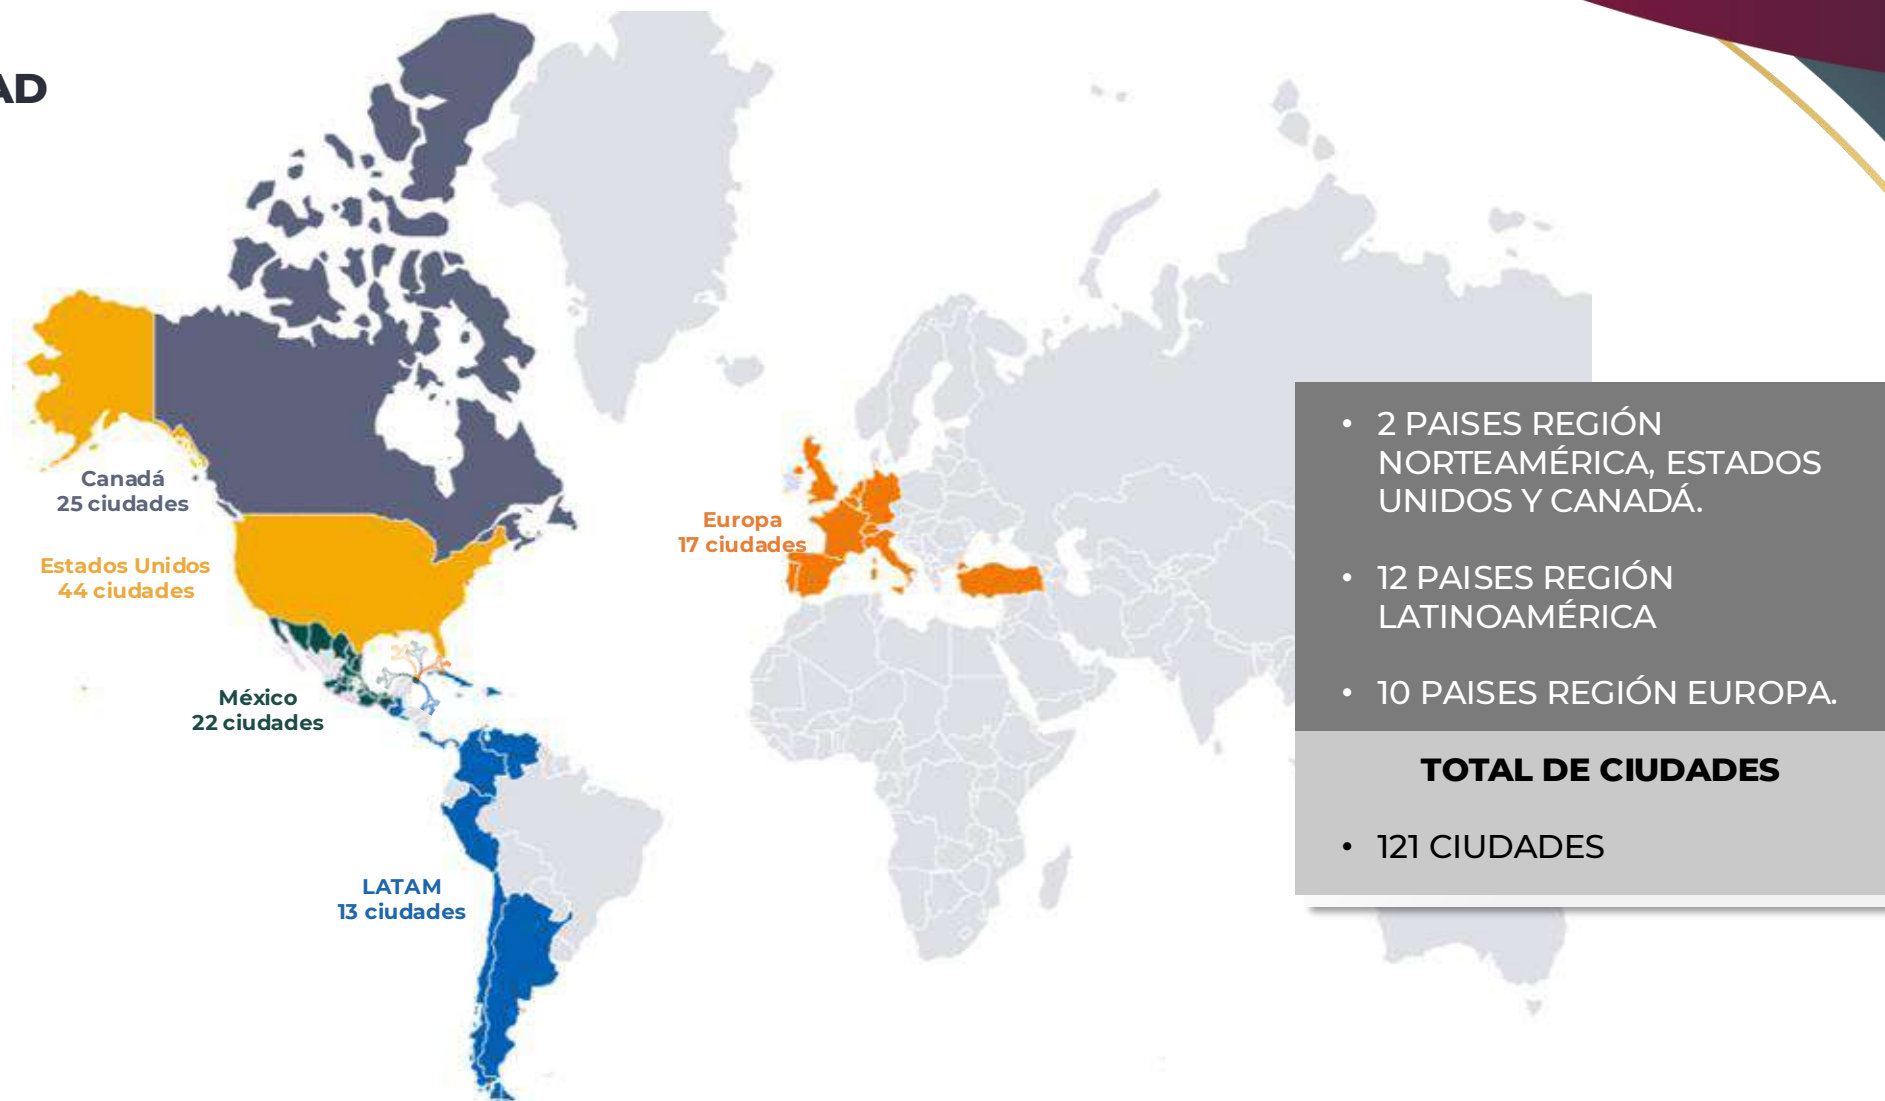 AD
Canadá
25 ciudades
Estados Unidos
44 ciudades
México
22 ciudades
LATAM
13 ciudades
Europa
17 ciudades
• 2 PAISES REGIÓN
NORTEAMÉRICA, ESTADOS
UNIDOS Y CANADÁ.
• 12 PAISES REGIÓN
LATINOAMÉRICA
• 10 PAISES REGIÓN EUROPA.
TOTAL DE CIUDADES
• 121 CIUDADES